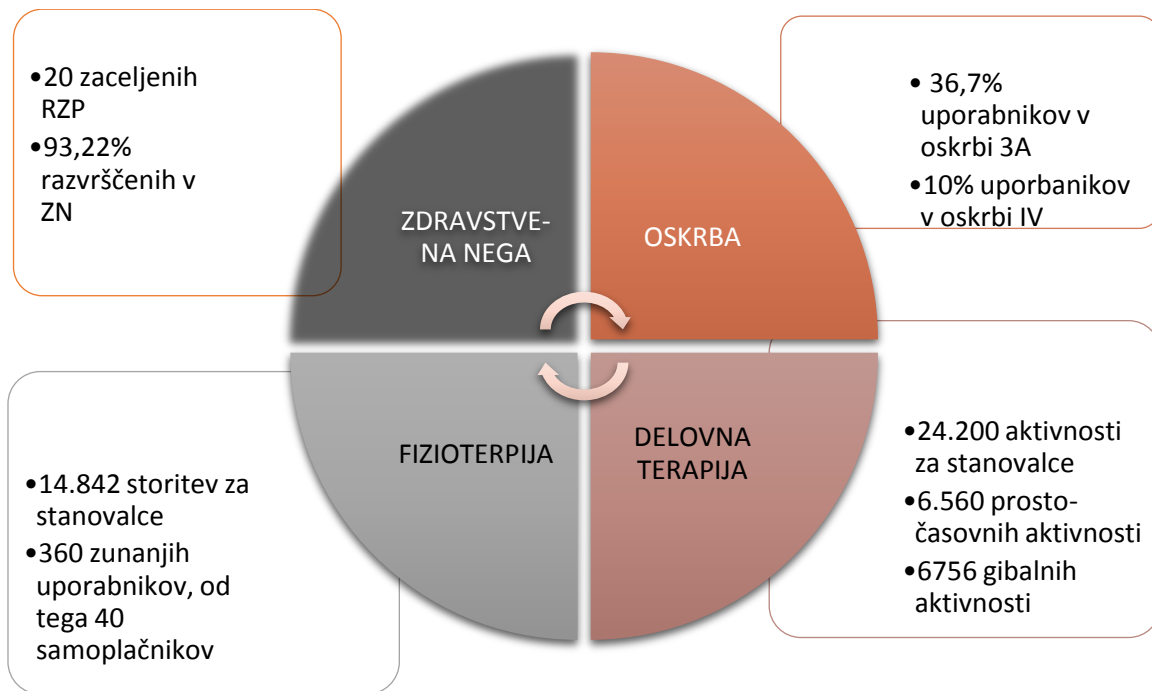 •20 zaceljenih
RZP
•93,22%
razvrščenih v
ZN
ZDRAVSTVE-
NA NEGA
OSKRBA
• 36,7%
uporabnikov v
oskrbi 3A
•10% uporbanikov
v oskrbi IV
•14.842 storitev za
stanovalce
•360 zunanjih
uporabnikov, od
tega 40
samoplačnikov
FIZIOTERPIJA
DELOVNA
TERAPIJA
•24.200 aktivnosti
za stanovalce
•6.560 prosto-
časovnih aktivnosti
•6756 gibalnih
aktivnosti